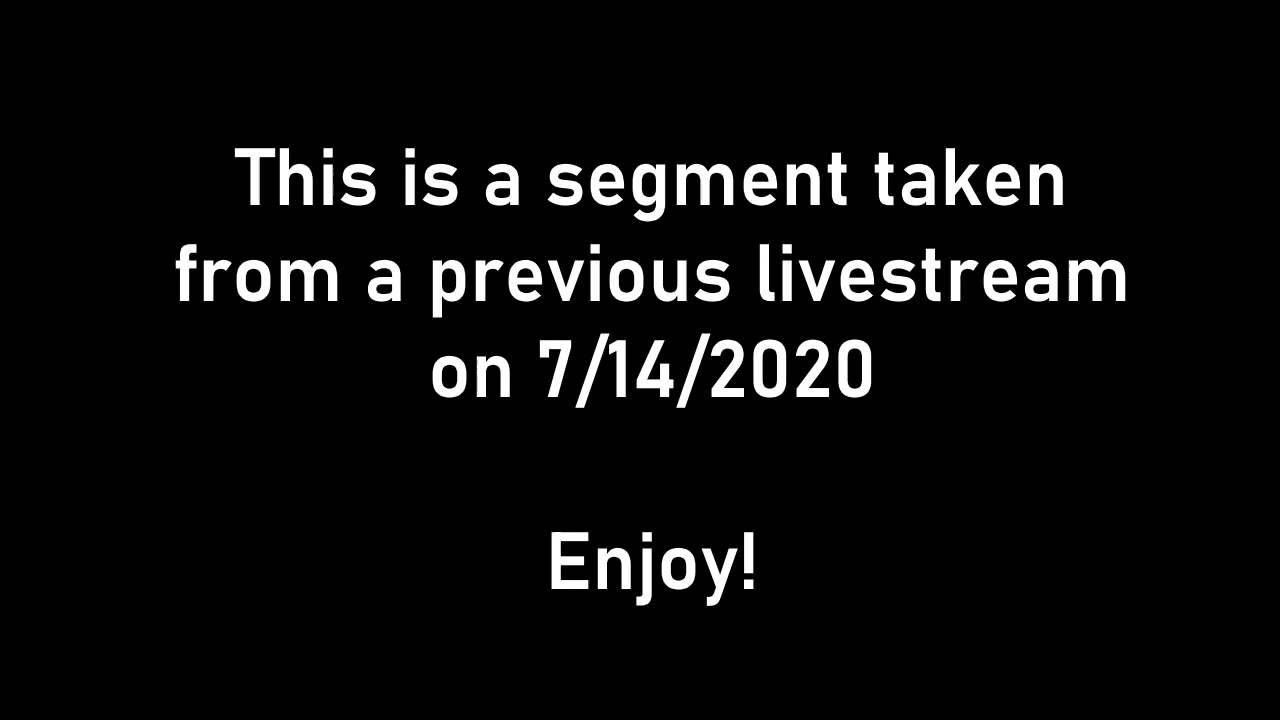 This is a segment taken
from a previous livestream
on 7/14/2020
Enjoy!